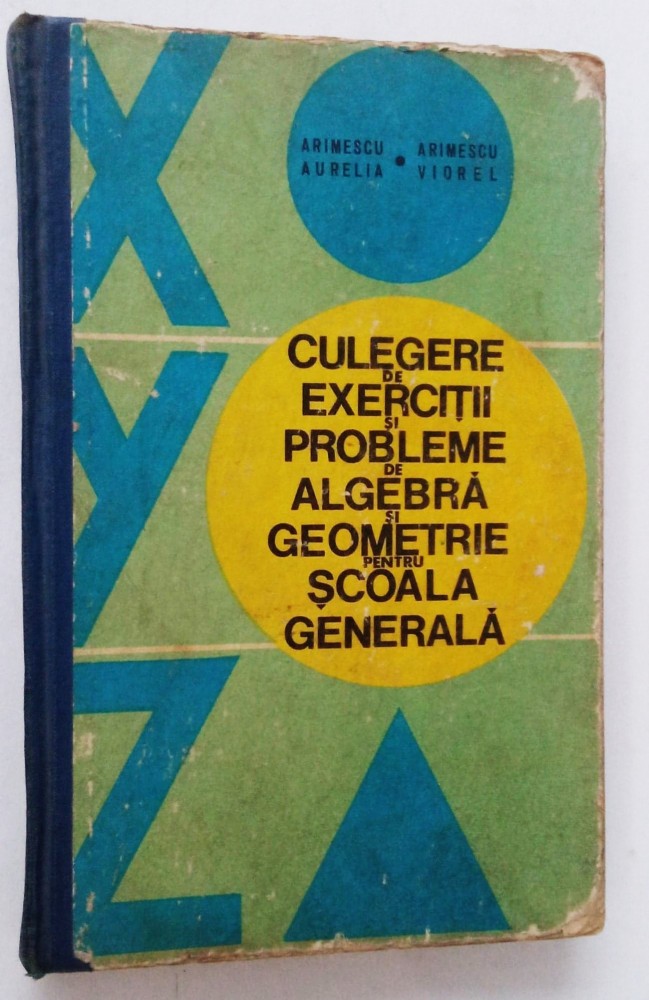 X
ARIMESCU ARIMESCU
AURELIA • VIOREL
CULEGERE
DE
EXERCIȚII
ȘI
PROBLEME
DE
ALGEBRĂ
ȘI
GEOMETRIE
PENTRU
ȘCOALA
GENERALĂ
Y
Z